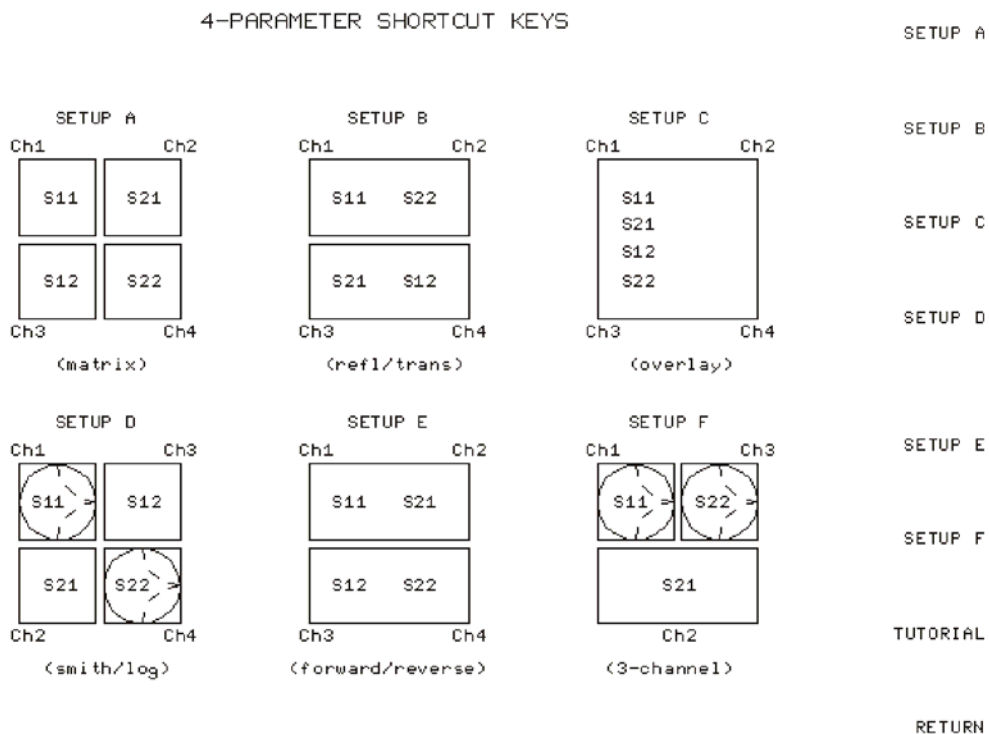 4-PARAMETER SHORTCUT KEYS
SETUP A
SETUP B
SETUP C
SETUP D
SETUP E
SETUP F
TUTORIAL
RETURN
SETUP A
Ch1 Ch2
S11 S21
S12 S22
Ch3 Ch4
(matrix)
SETUP B
Ch1 Ch2
S11 S22
S21 S12
Ch3 Ch4
(refl/trans)
SETUP C
Ch1 Ch2
S11
S21
S12
S22
Ch3 Ch4
(overlay)
SETUP D
Ch1 Ch3
S11 S12
S21 S22
Ch2 Ch4
(smith/log)
SETUP E
Ch1 Ch2
S11 S21
S12 S22
Ch3 Ch4
(forward/reverse)
SETUP F
Ch1 Ch3
S11 S22
S21
Ch2
(3-channel)